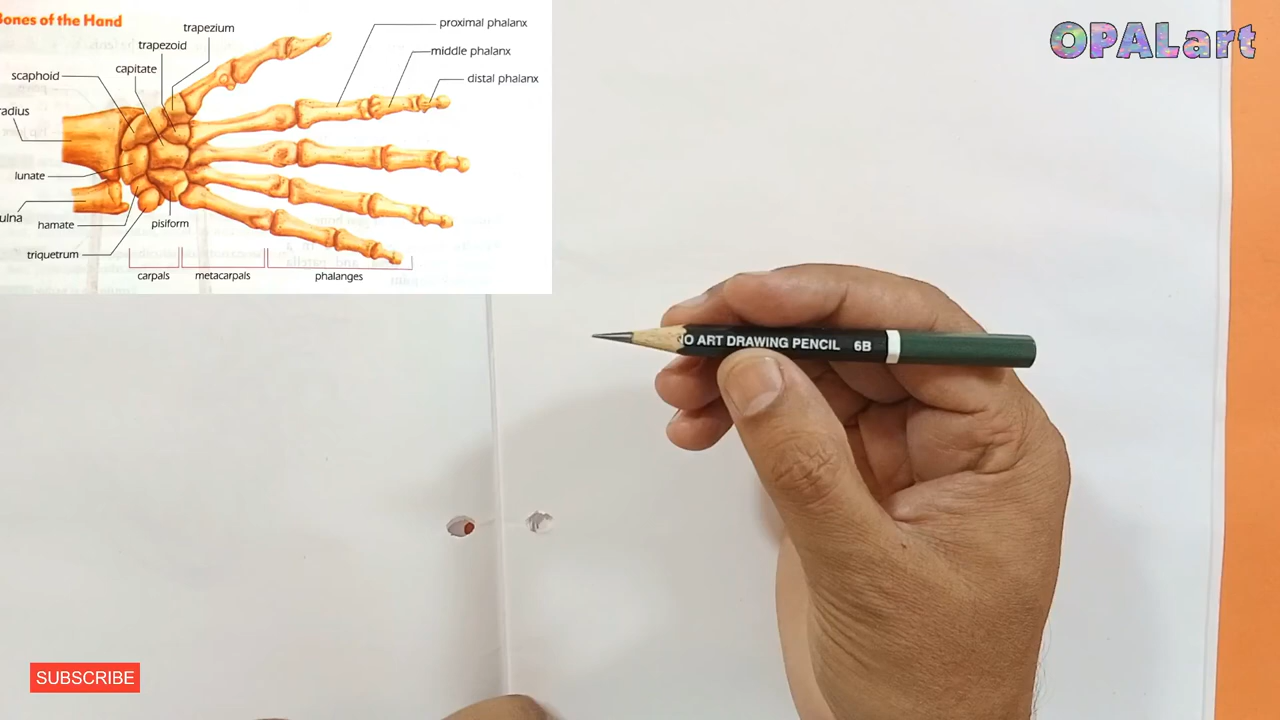 Bones of the Hand
trapezium
trapezoid
capitate
scaphoid
radius
lunate
ulna
hamate
triquetrum
pisiform
carpals
metacarpals
phalanges
proximal phalanx
middle phalanx
distal phalanx
OPALart
O ART DRAWING PENCIL 6B
SUBSCRIBE